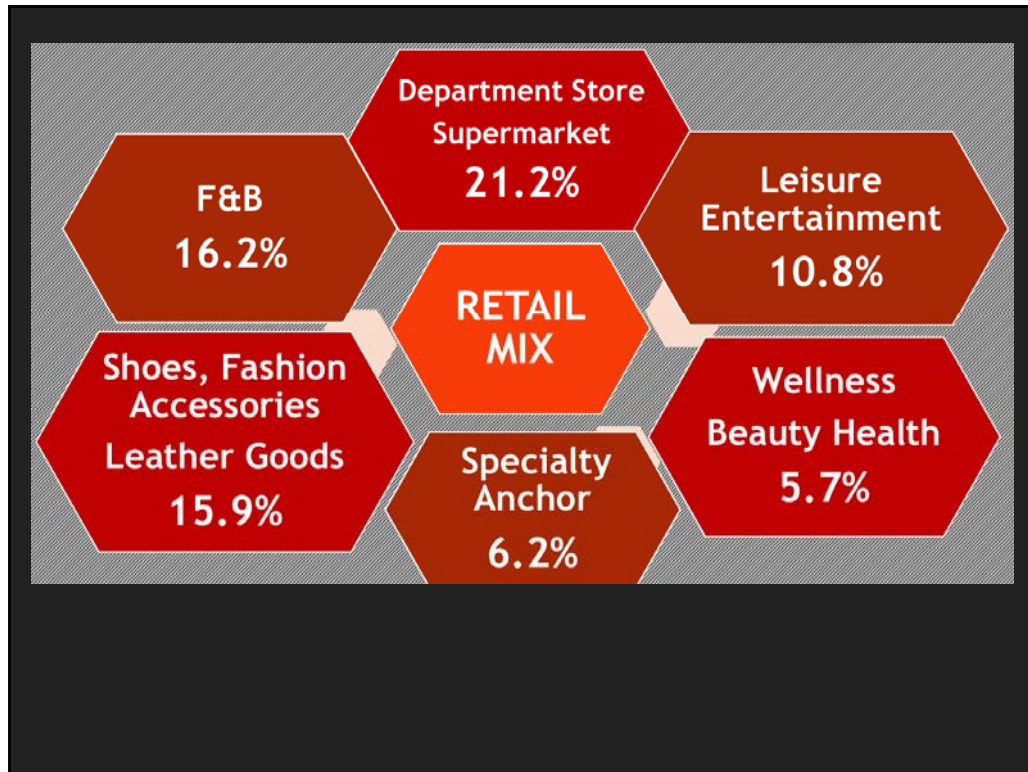 Department Store
Supermarket
21.2%
F&B
16.2%
Leisure
Entertainment
10.8%
RETAIL
MIX
Shoes, Fashion
Accessories
Leather Goods
15.9%
Wellness
Beauty Health
5.7%
Specialty
Anchor
6.2%